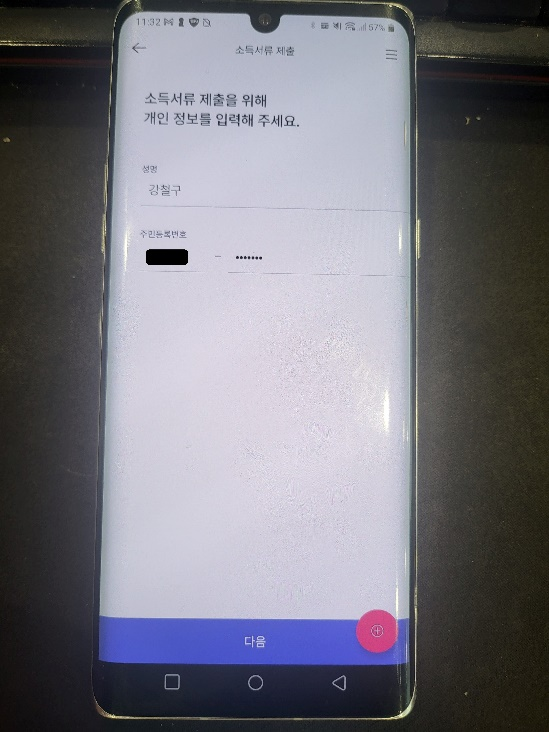 11:32
57%
소득서류 제출
소득서류 제출을 위해
개인 정보를 입력해 주세요.
성명
강철구
주민등록번호
- •••••••
다음